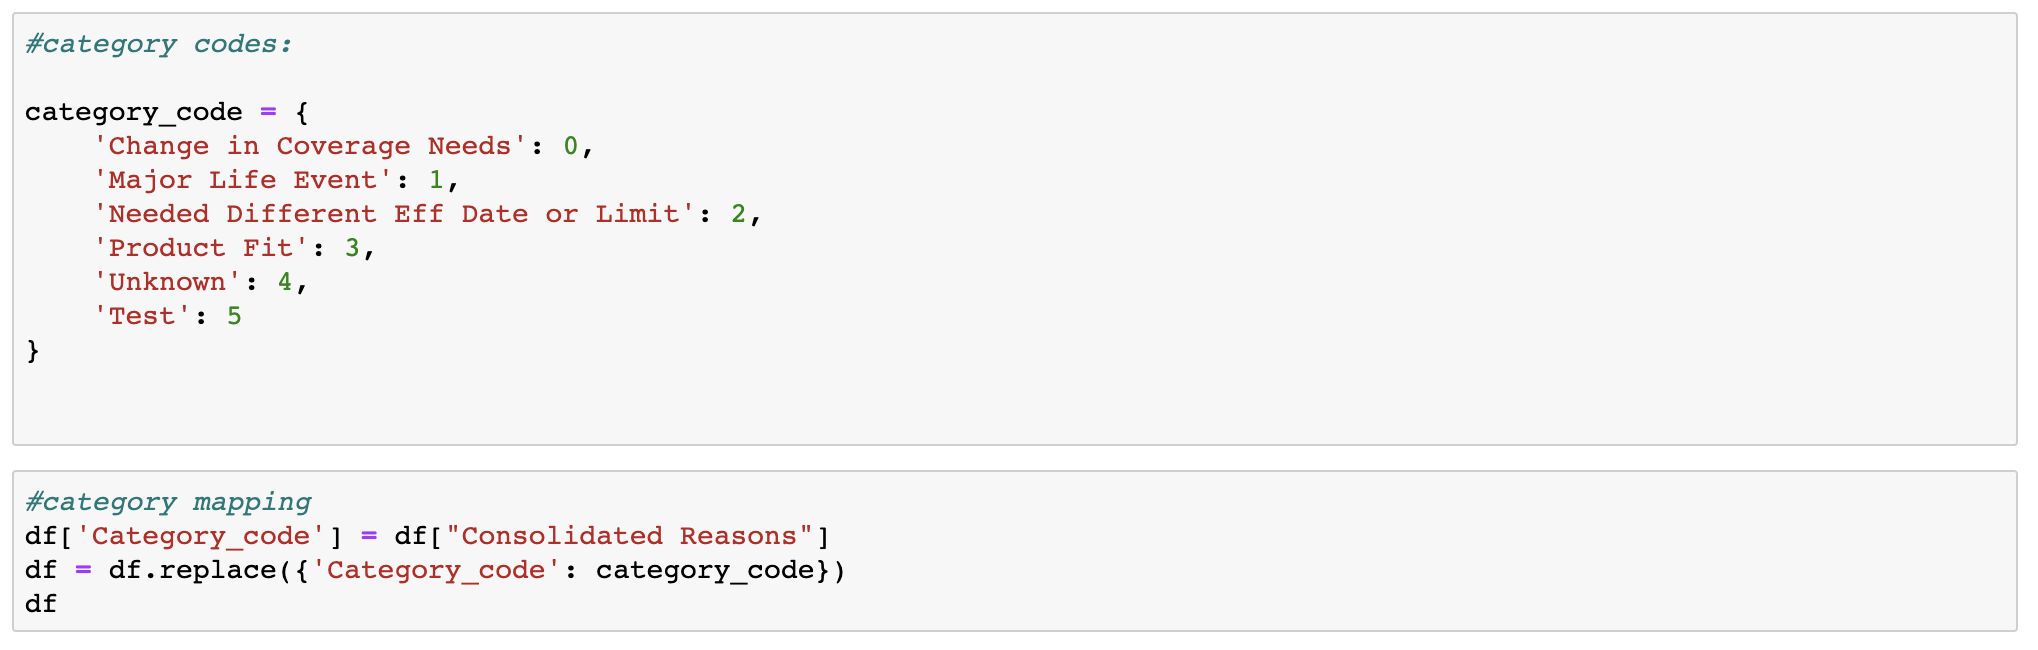 #category codes:
category_code = {
    'Change in Coverage Needs': 0,
    'Major Life Event': 1,
    'Needed Different Eff Date or Limit': 2,
    'Product Fit': 3,
    'Unknown': 4,
    'Test': 5
}
#category mapping
df['Category_code'] = df["Consolidated Reasons"]
df = df.replace({'Category_code': category_code})
df